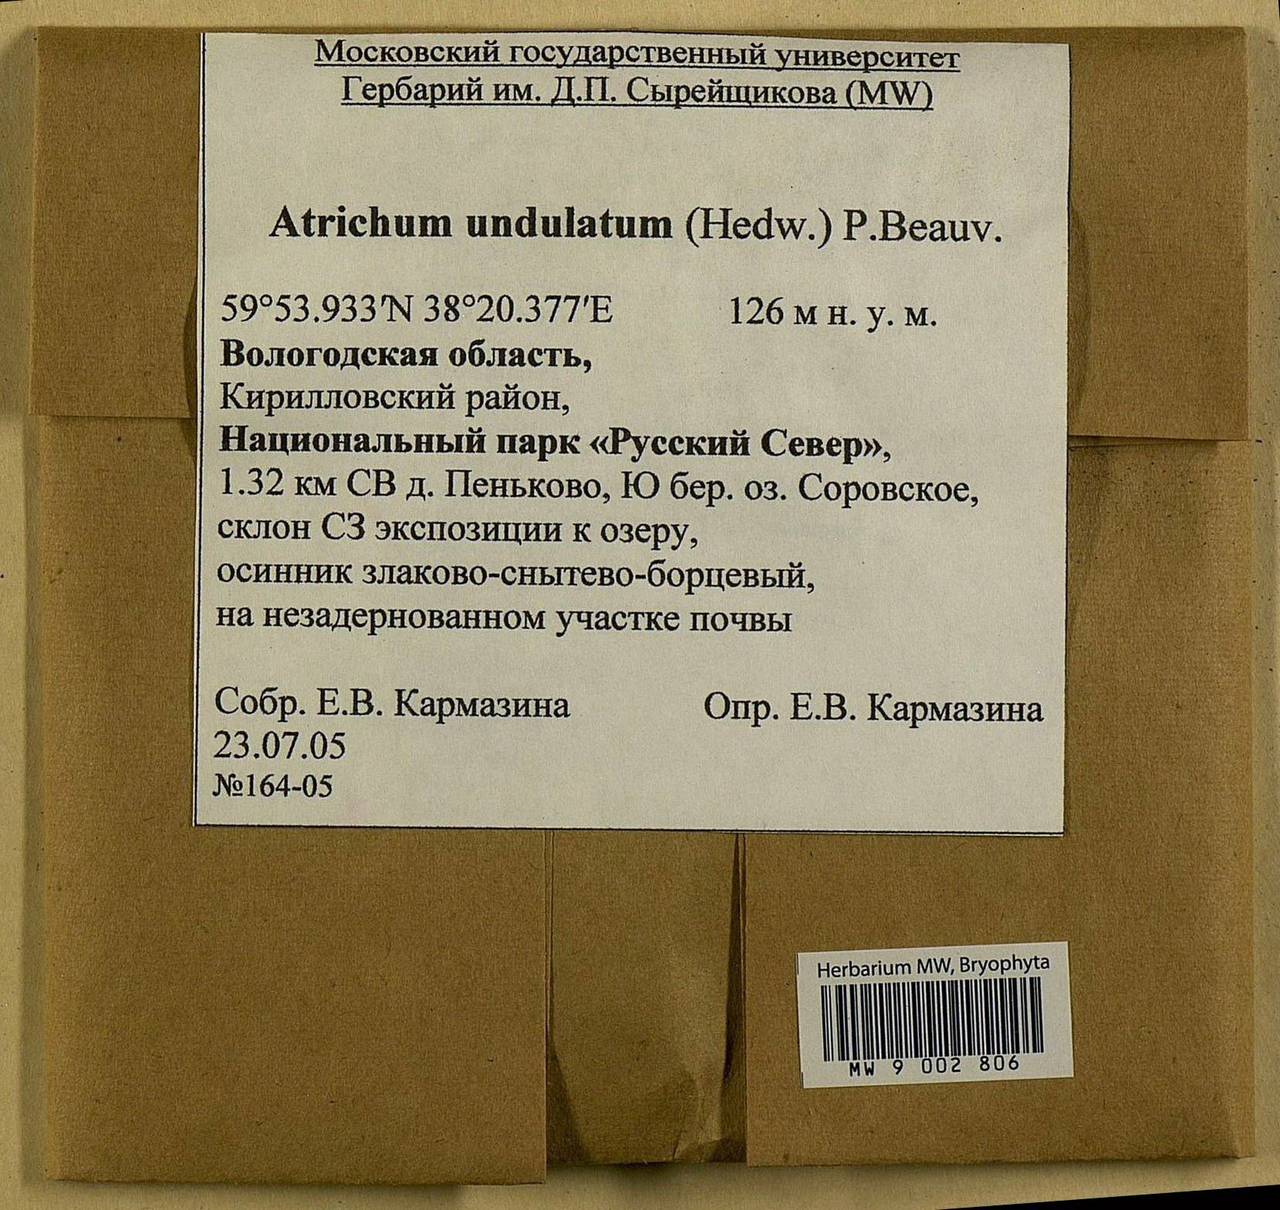 Московский государственный университет
Гербарий им. Д.П. Сырейщикова (MW)
Atrichum undulatum (Hedw.) P.Beauv.
59°53.933′N 38°20.377′E 126 м н. у. м.
Вологодская область,
Кирилловский район,
Национальный парк «Русский Север»,
1.32 км СВ д. Пеньково, Ю бер. оз. Соровское,
склон СЗ экспозиции к озеру,
осинник злаково-снытево-борцевый,
на незадернованном участке почвы
Собр. Е.В. Кармазина Опр. Е.В. Кармазина
23.07.05
№164-05
Herbarium MW, Bryophyta
MW 9 002 806